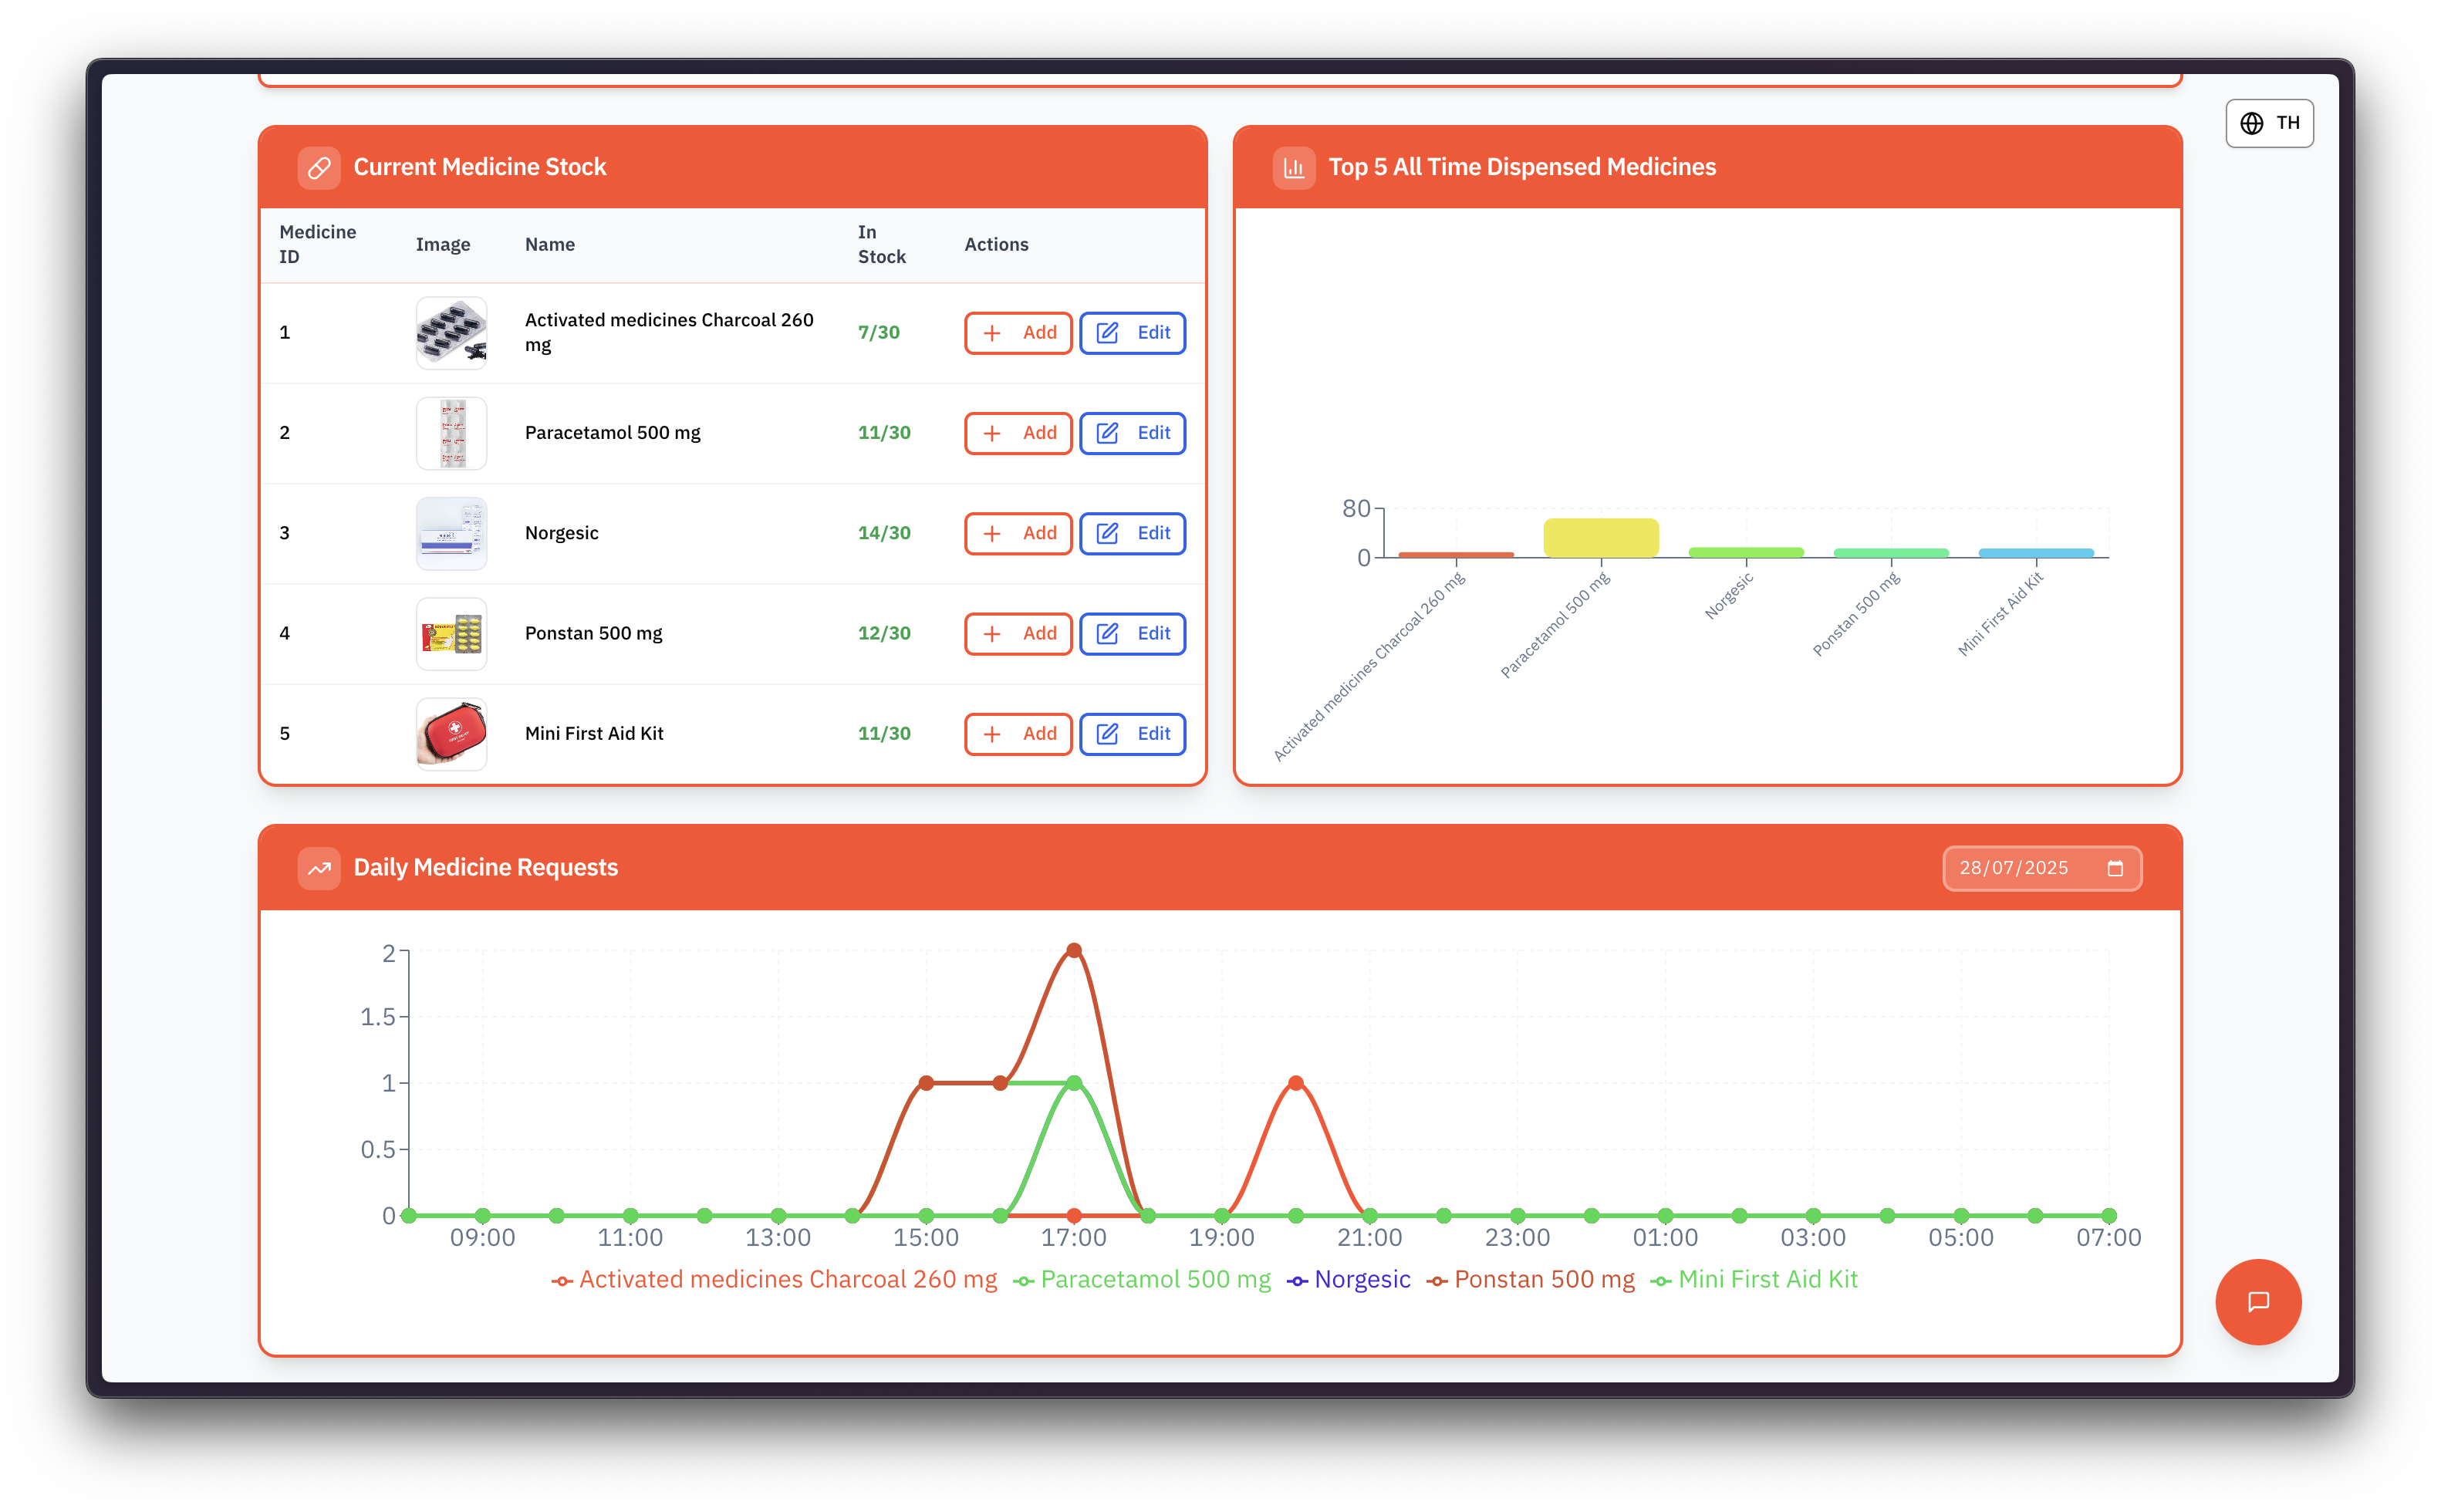 TH
Current Medicine Stock
Medicine
ID
Image
Name
In
Stock
Actions
1
Activated medicines Charcoal 260
mg
7/30
Add
Edit
2
Paracetamol 500 mg
11/30
Add
Edit
3
Norgesic
14/30
Add
Edit
4
Ponstan 500 mg
12/30
Add
Edit
5
Mini First Aid Kit
11/30
Add
Edit
Top 5 All Time Dispensed Medicines
80
0
Activated medicines Charcoal 260 mg
Paracetamol 500 mg
Norgesic
Ponstan 500 mg
Mini First Aid Kit
Daily Medicine Requests
28/07/2025
2
1.5
1
0.5
0
09:00 11:00 13:00 15:00 17:00 19:00 21:00 23:00 01:00 03:00 05:00 07:00
Activated medicines Charcoal 260 mg Paracetamol 500 mg Norgesic Ponstan 500 mg Mini First Aid Kit